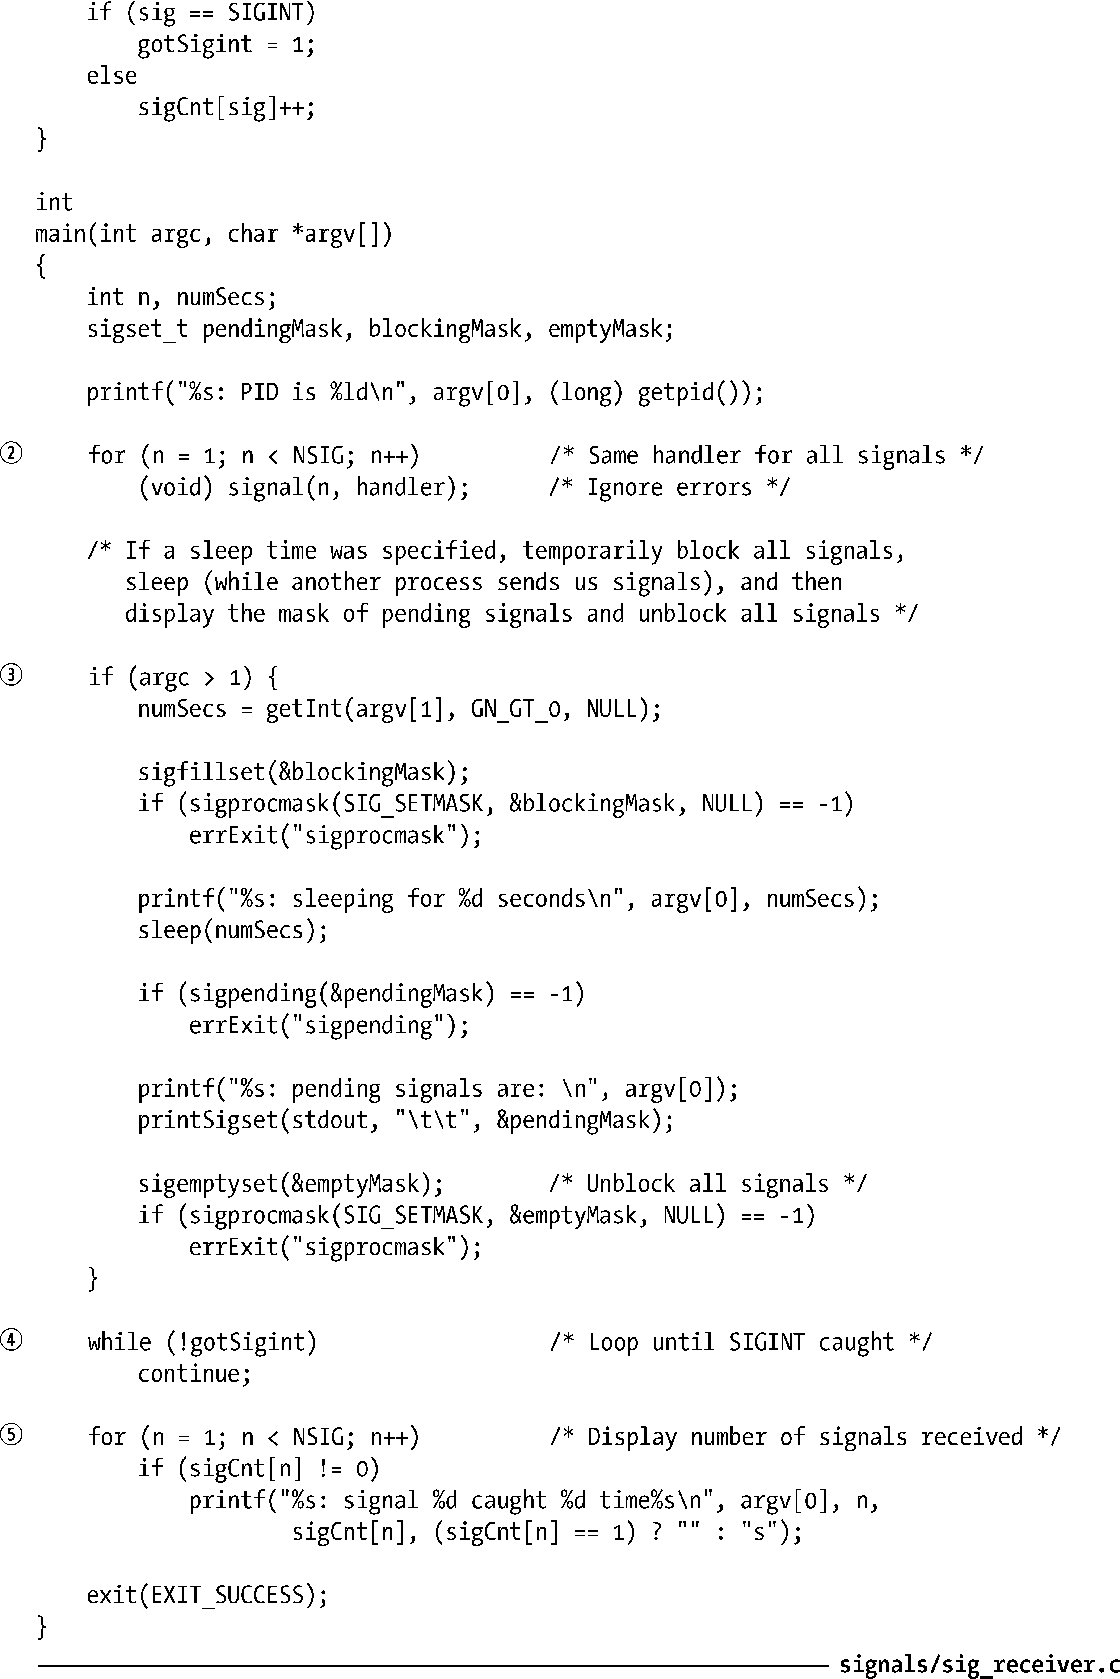 if (sig == SIGINT)
gotSigint = 1;
else
sigCnt[sig]++;
}
int
main(int argc, char *argv[])
{
int n, numSecs;
sigset_t pendingMask, blockingMask, emptyMask;
printf("%s: PID is %ld\n", argv[0], (long) getpid());
② for (n = 1; n < NSIG; n++) /* Same handler for all signals */
(void) signal(n, handler); /* Ignore errors */
/* If a sleep time was specified, temporarily block all signals,
sleep (while another process sends us signals), and then
display the mask of pending signals and unblock all signals */
③ if (argc > 1) {
numSecs = getInt(argv[1], GN_GT_0, NULL);
sigfillset(&blockingMask);
if (sigprocmask(SIG_SETMASK, &blockingMask, NULL) == -1)
errExit("sigprocmask");
printf("%s: sleeping for %d seconds\n", argv[0], numSecs);
sleep(numSecs);
if (sigpending(&pendingMask) == -1)
errExit("sigpending");
printf("%s: pending signals are: \n", argv[0]);
printSigset(stdout, "\t\t", &pendingMask);
sigemptyset(&emptyMask); /* Unblock all signals */
if (sigprocmask(SIG_SETMASK, &emptyMask, NULL) == -1)
errExit("sigprocmask");
}
④ while (!gotSigint) /* Loop until SIGINT caught */
continue;
⑤ for (n = 1; n < NSIG; n++) /* Display number of signals received */
if (sigCnt[n] != 0)
printf("%s: signal %d caught %d time%s\n", argv[0], n,
sigCnt[n], (sigCnt[n] == 1) ? "" : "s");
exit(EXIT_SUCCESS);
}
signals/sig_receiver.c